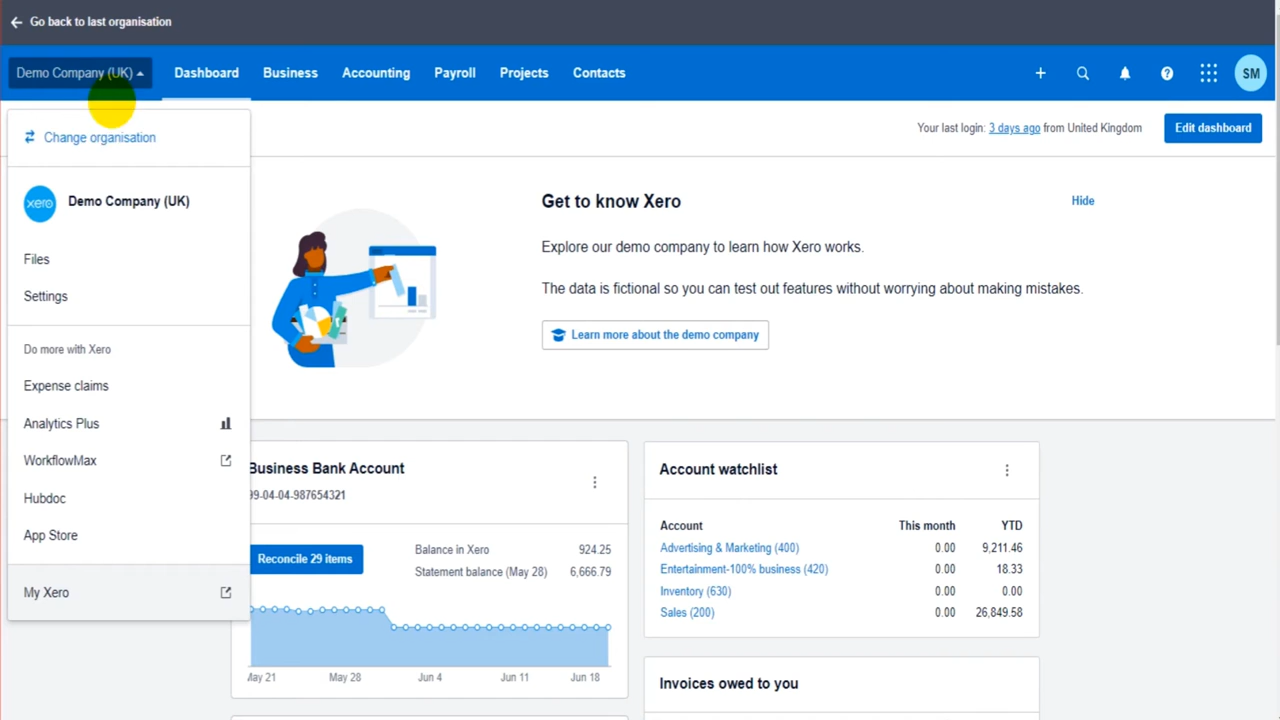 Go back to last organisation
Demo Company (UK) Dashboard Business Accounting Payroll Projects Contacts SM
Change organisation
Your last login: 3 days ago from United Kingdom Edit dashboard
xero Demo Company (UK)
Files
Settings
Do more with Xero
Expense claims
Analytics Plus
WorkflowMax
Hubdoc
App Store
My Xero
Get to know Xero Hide
Explore our demo company to learn how Xero works.
The data is fictional so you can test out features without worrying about making mistakes.
Learn more about the demo company
Business Bank Account
99-04-04-987654321
Reconcile 29 items
Balance in Xero 924.25
Statement balance (May 28) 6,666.79
May 21 May 28 Jun 4 Jun 11 Jun 18
Account watchlist
Account This month YTD
Advertising & Marketing (400) 0.00 9,211.46
Entertainment-100% business (420) 0.00 18.33
Inventory (630) 0.00 0.00
Sales (200) 0.00 26,849.58
Invoices owed to you